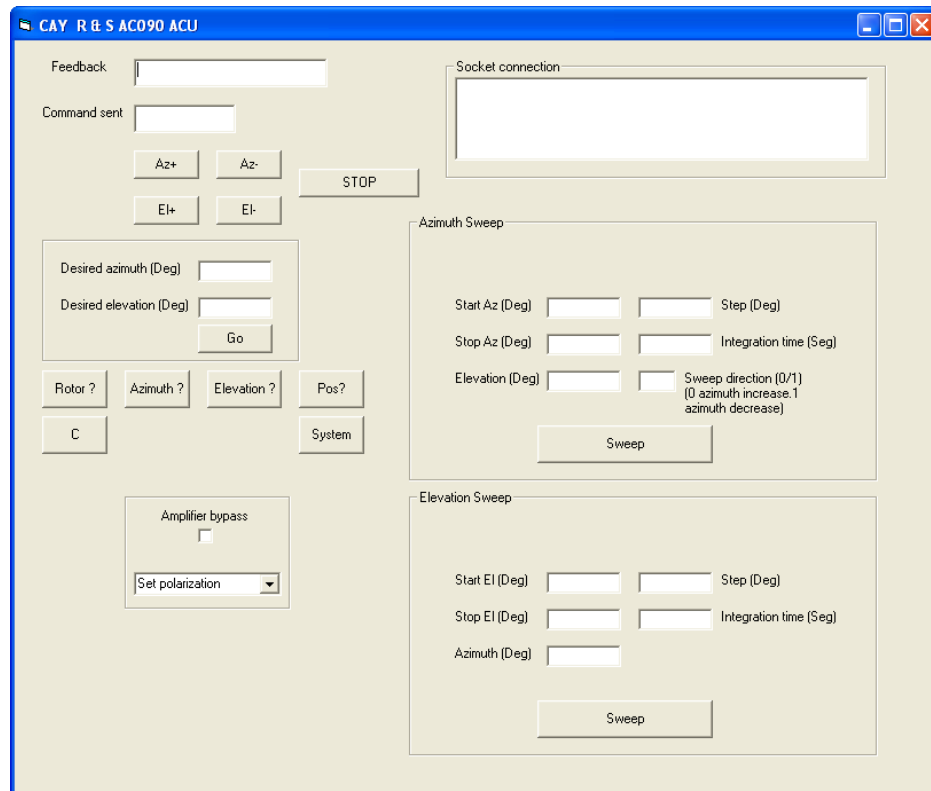 CAY R & S AC090 ACU
Feedback
Socket connection
Command sent
Az+ Az-
STOP
El+ El-
Desired azimuth (Deg)
Desired elevation (Deg)
Go
Rotor ? Azimuth ? Elevation ? Pos?
C System
Amplifier bypass
Set polarization
Azimuth Sweep
Start Az (Deg) Step (Deg)
Stop Az (Deg) Integration time (Seg)
Elevation (Deg) Sweep direction (0/1)
(0 azimuth increase.1
azimuth decrease)
Sweep
Elevation Sweep
Start El (Deg) Step (Deg)
Stop El (Deg) Integration time (Seg)
Azimuth (Deg)
Sweep